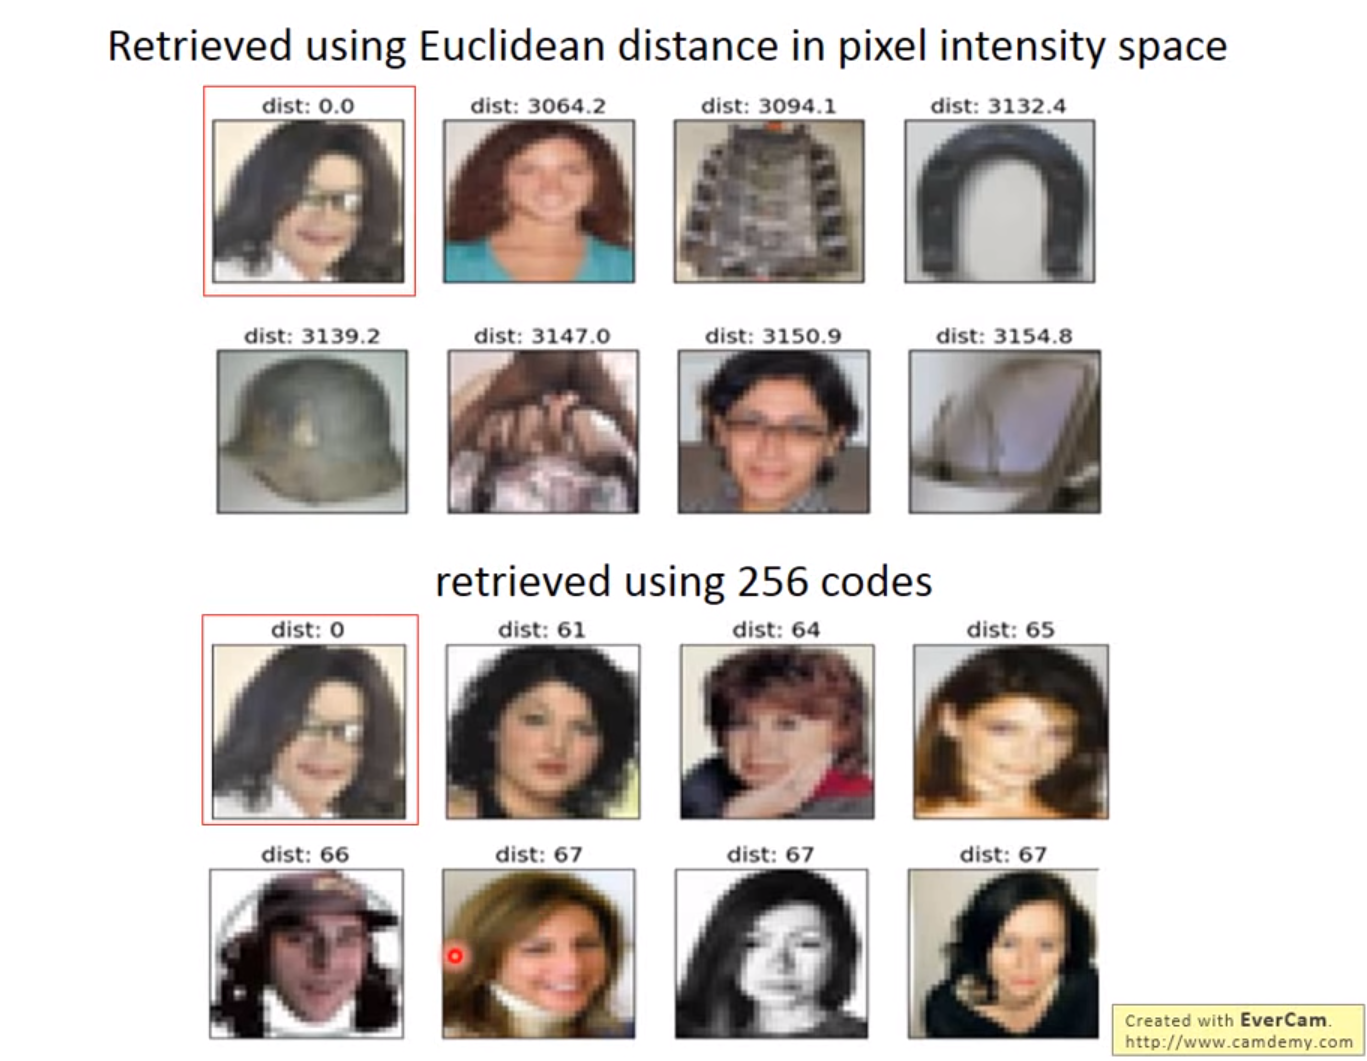 Retrieved using Euclidean distance in pixel intensity space
dist: 0.0
dist: 3064.2
dist: 3094.1
dist: 3132.4
dist: 3139.2
dist: 3147.0
dist: 3150.9
dist: 3154.8
retrieved using 256 codes
dist: 0
dist: 61
dist: 64
dist: 65
dist: 66
dist: 67
dist: 67
dist: 67
Created with EverCam.
http://www.camdemy.com